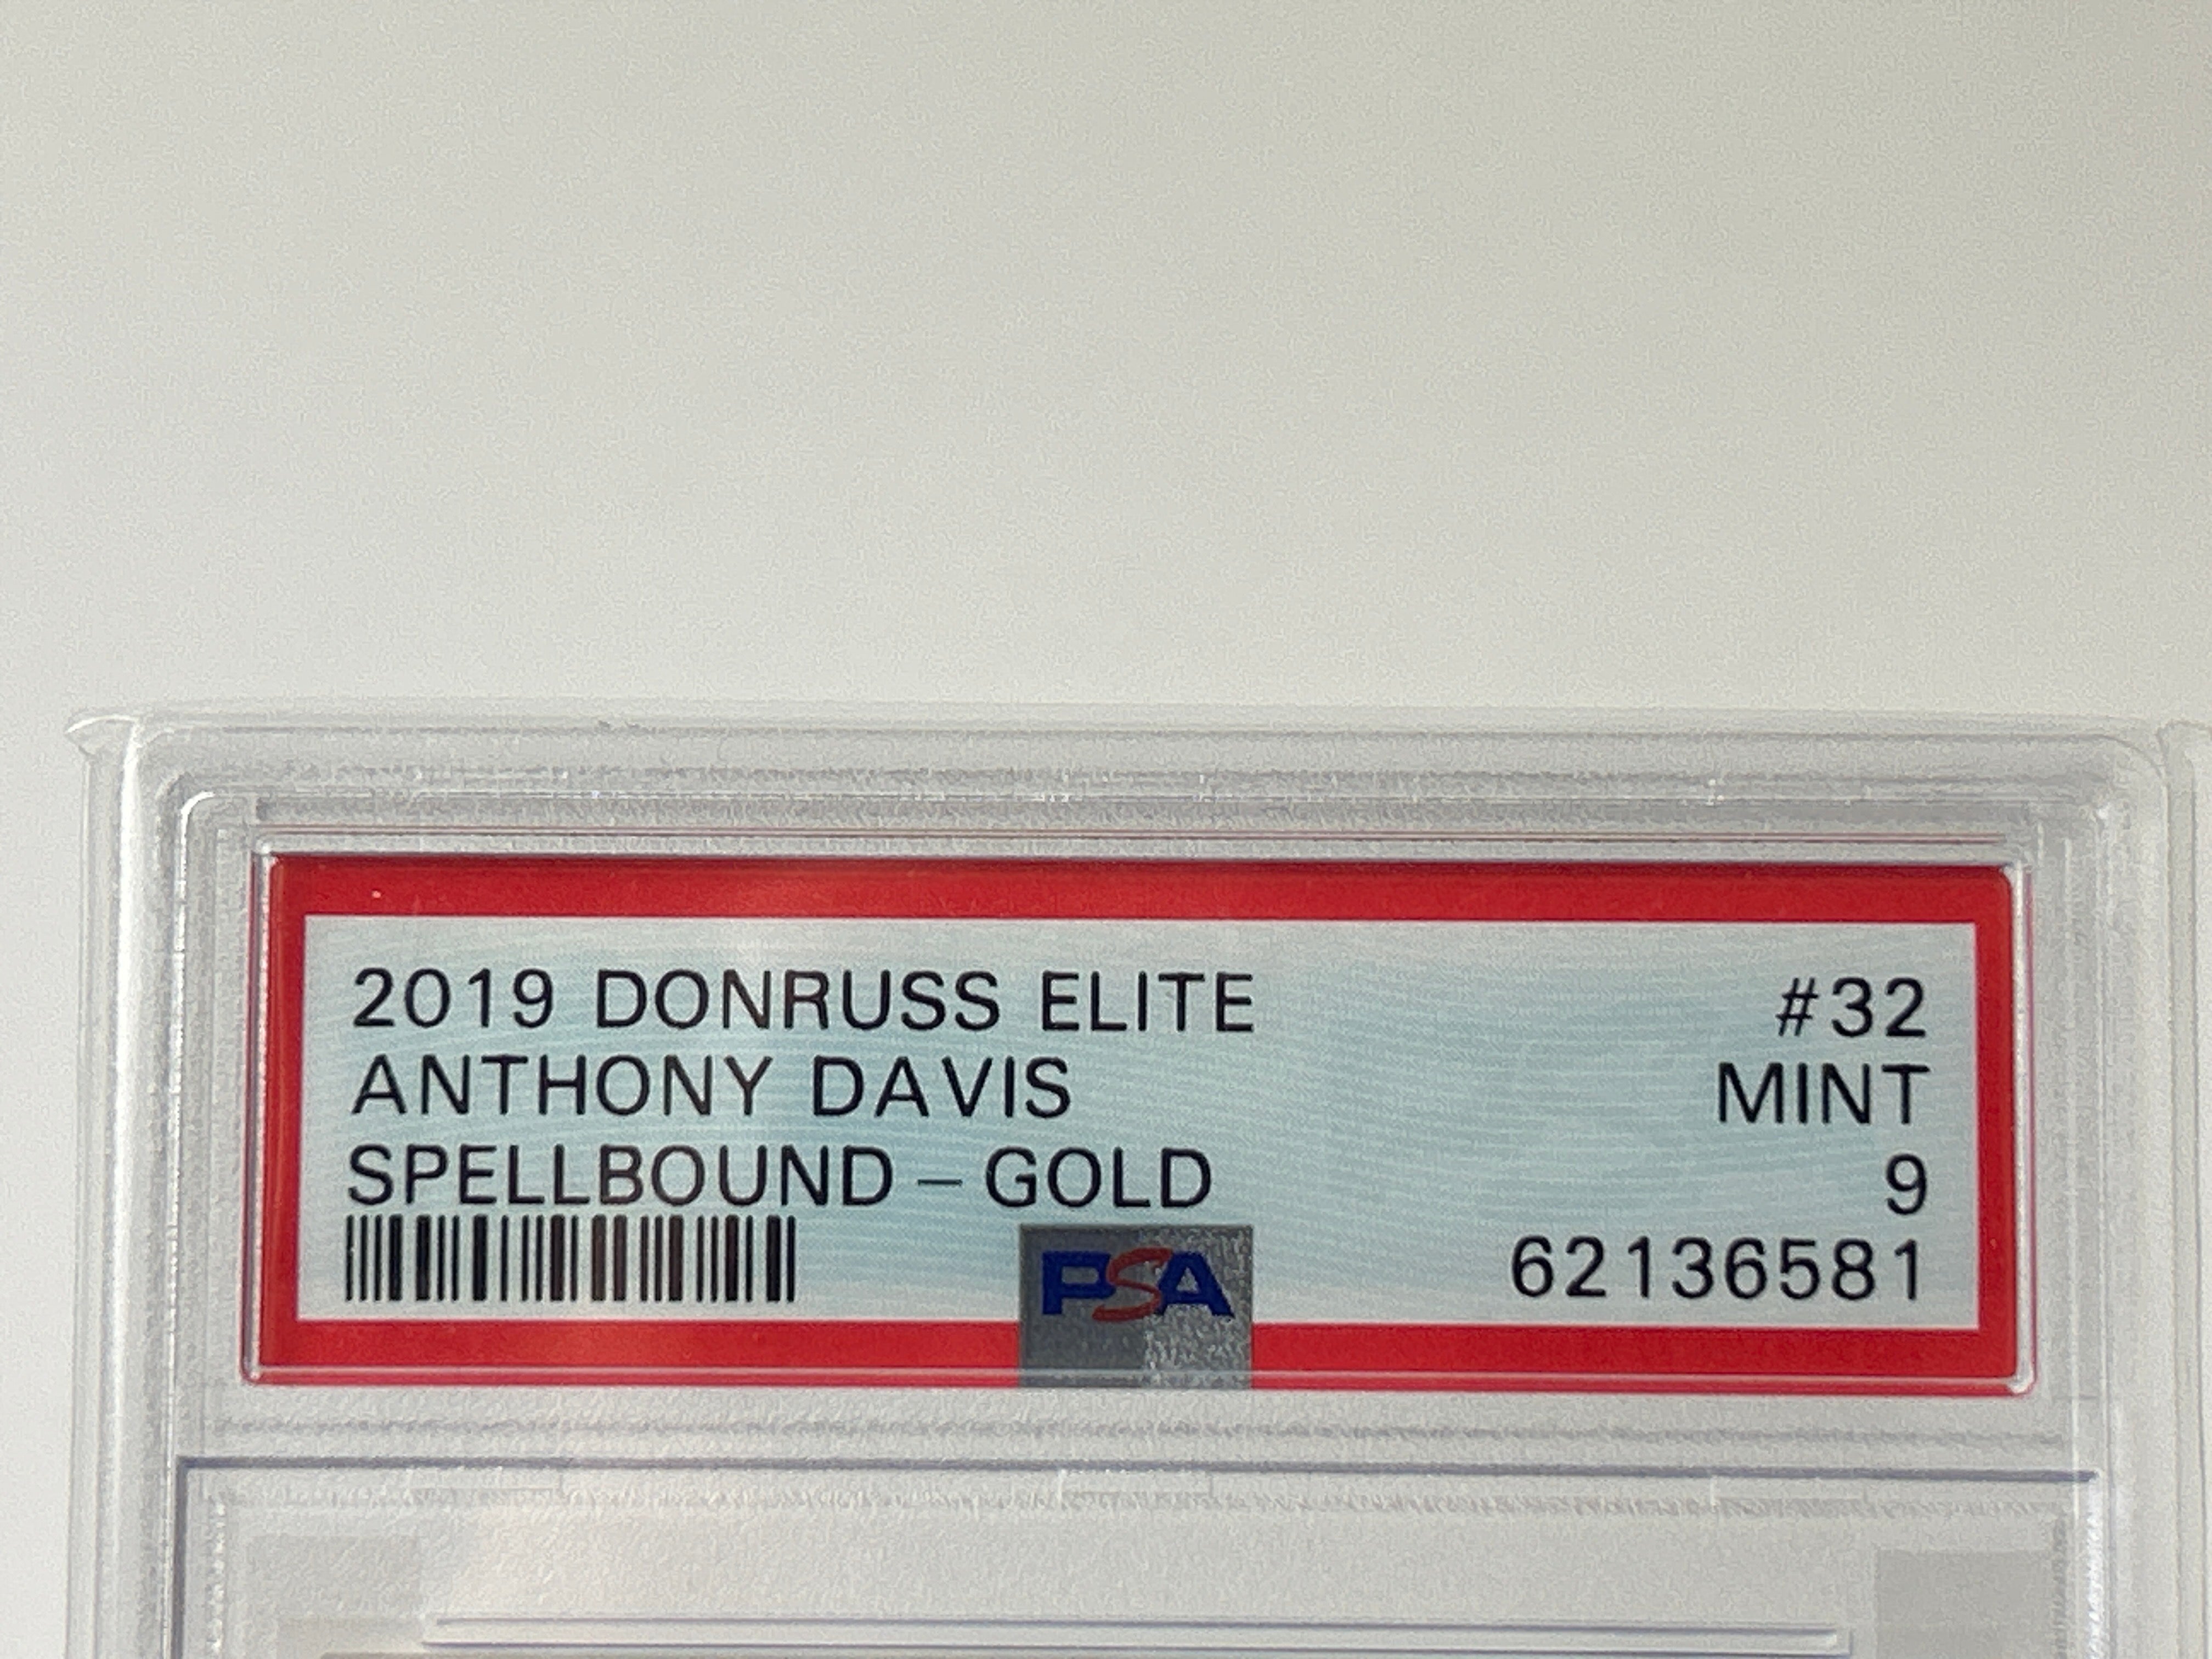 2019 DONRUSS ELITE #32
ANTHONY DAVIS MINT
SPELLBOUND – GOLD 9
PSA 62136581